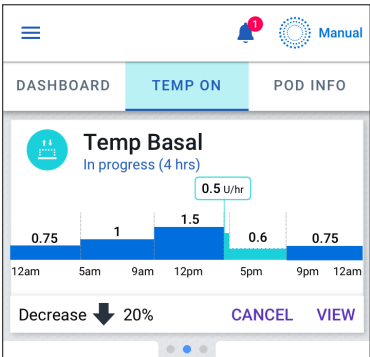 1
Manual
DASHBOARD TEMP ON POD INFO
Temp Basal
In progress (4 hrs)
0.5 U/hr
0.75 1 1.5 0.6 0.75
12am 5am 9am 12pm 5pm 9pm 12am
Decrease 20% CANCEL VIEW